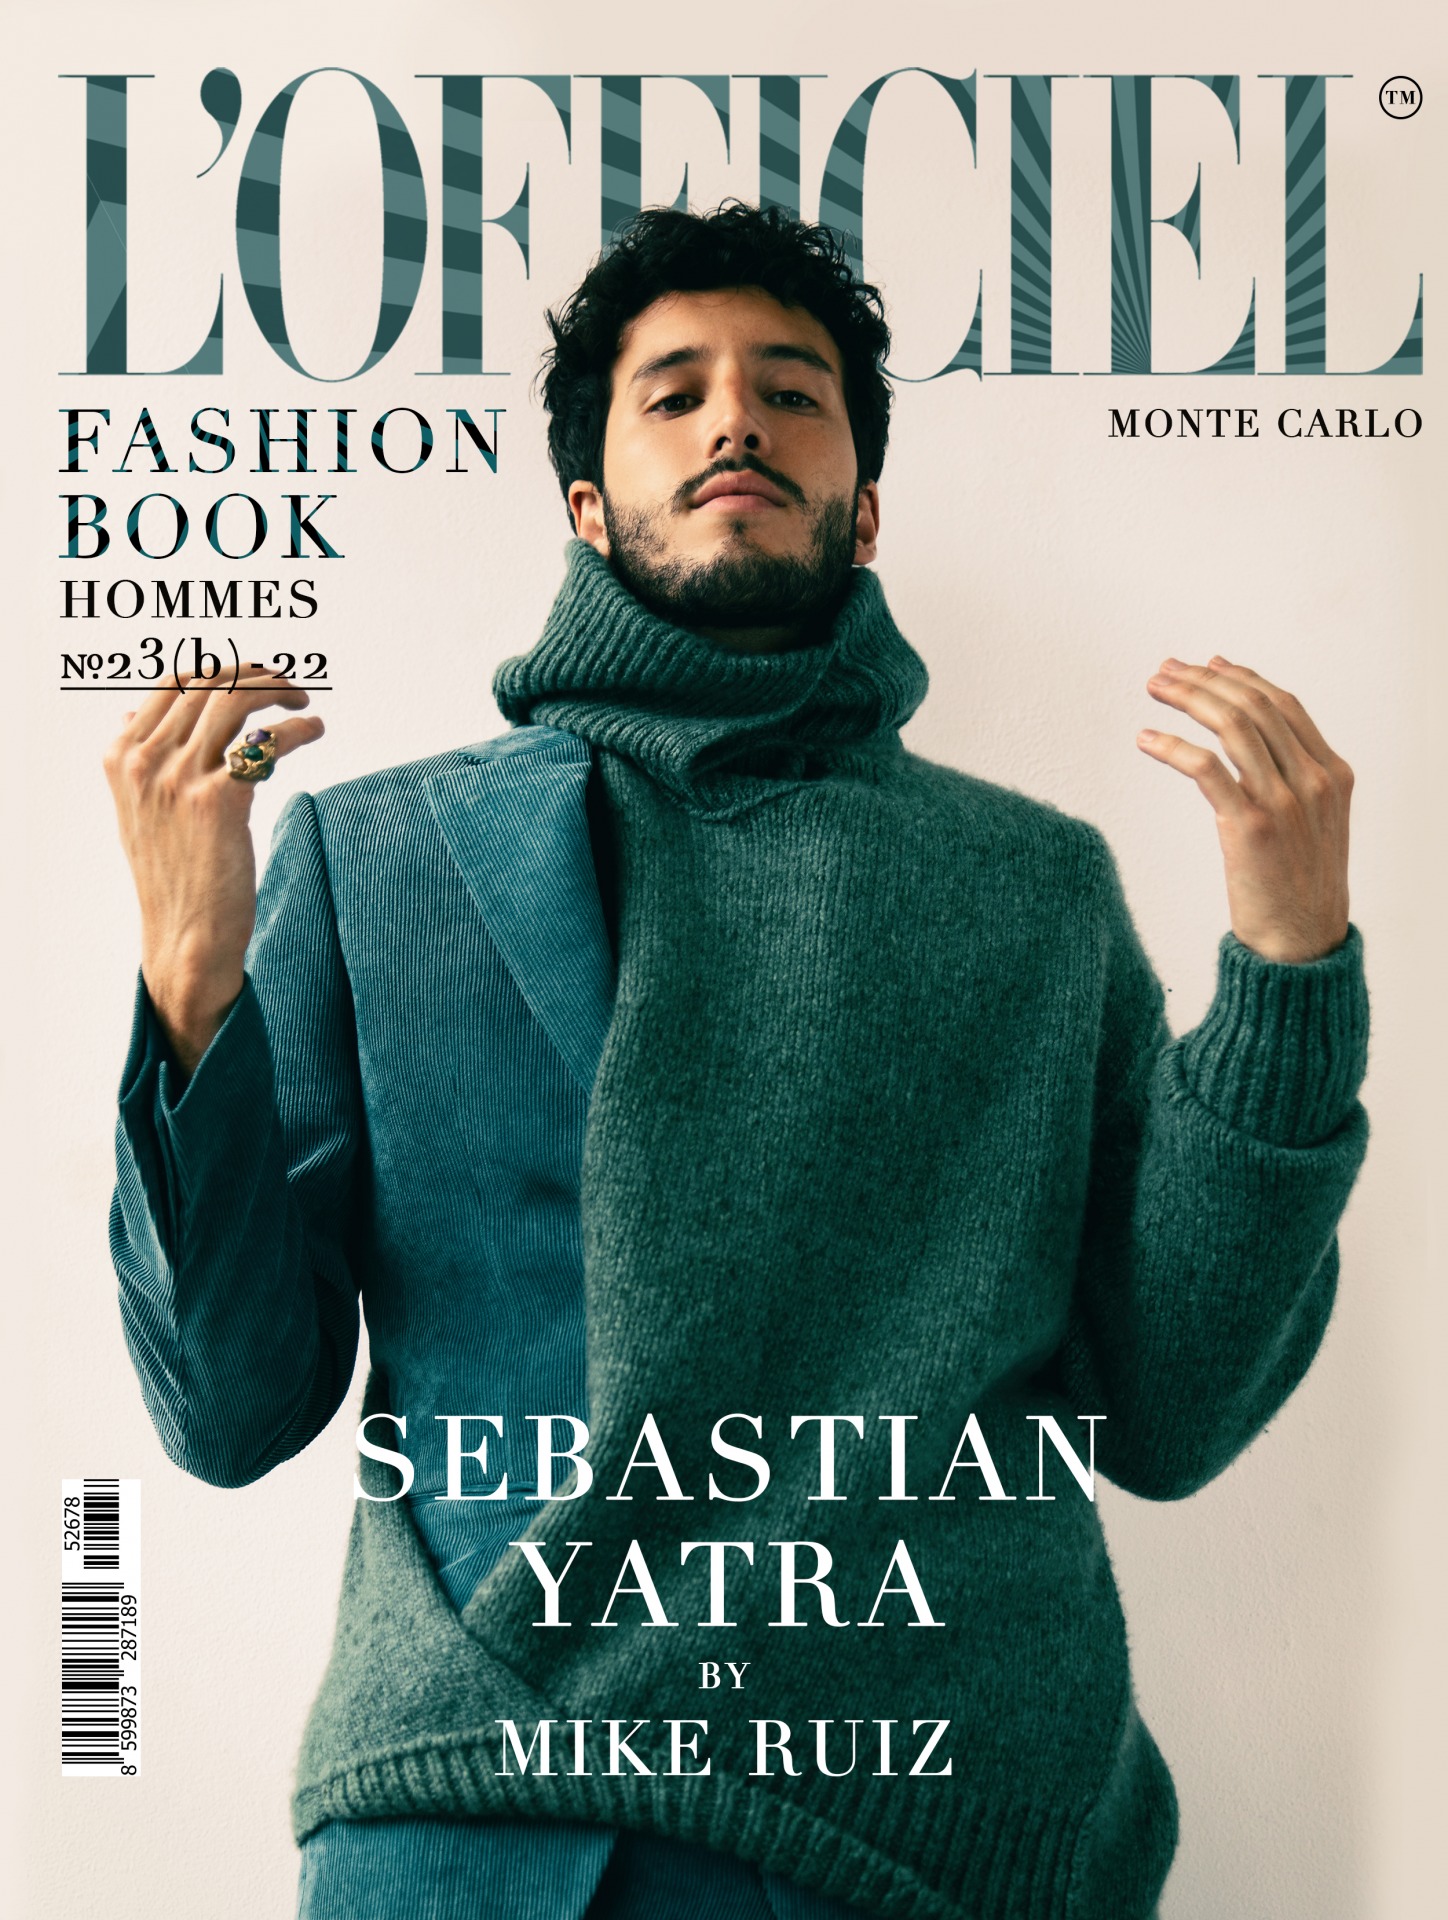 L'OFFICIEL
TM
FASHION
BOOK
HOMMES
Nº23(b)-22
MONTE CARLO
SEBASTIAN
YATRA
BY
MIKE RUIZ
52678
8 599873 287189